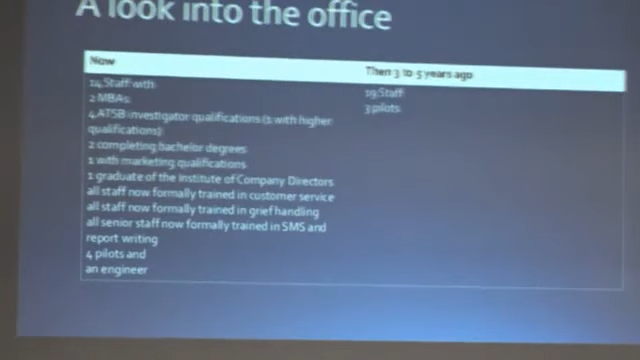 A look into the office
Now
Then 3 to 5 years ago
14 Staff with
19 Staff
2 MBAs
3 pilots
4 ATSB investigator qualifications (1 with higher
qualifications)
2 completing bachelor degrees
1 with marketing qualifications
1 graduate of the Institute of Company Directors
all staff now formally trained in customer service
all staff now formally trained in grief handling
all senior staff now formally trained in SMS and
report writing
4 pilots and
an engineer